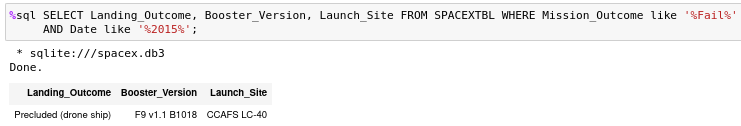 %sql SELECT Landing_Outcome, Booster_Version, Launch_Site FROM SPACEXTBL WHERE Mission_Outcome like '%Fail%'
AND Date like '%2015%';
* sqlite:///spacex.db3
Done.
Landing_Outcome Booster_Version Launch_Site
Precluded (drone ship) F9 v1.1 B1018 CCAFS LC-40